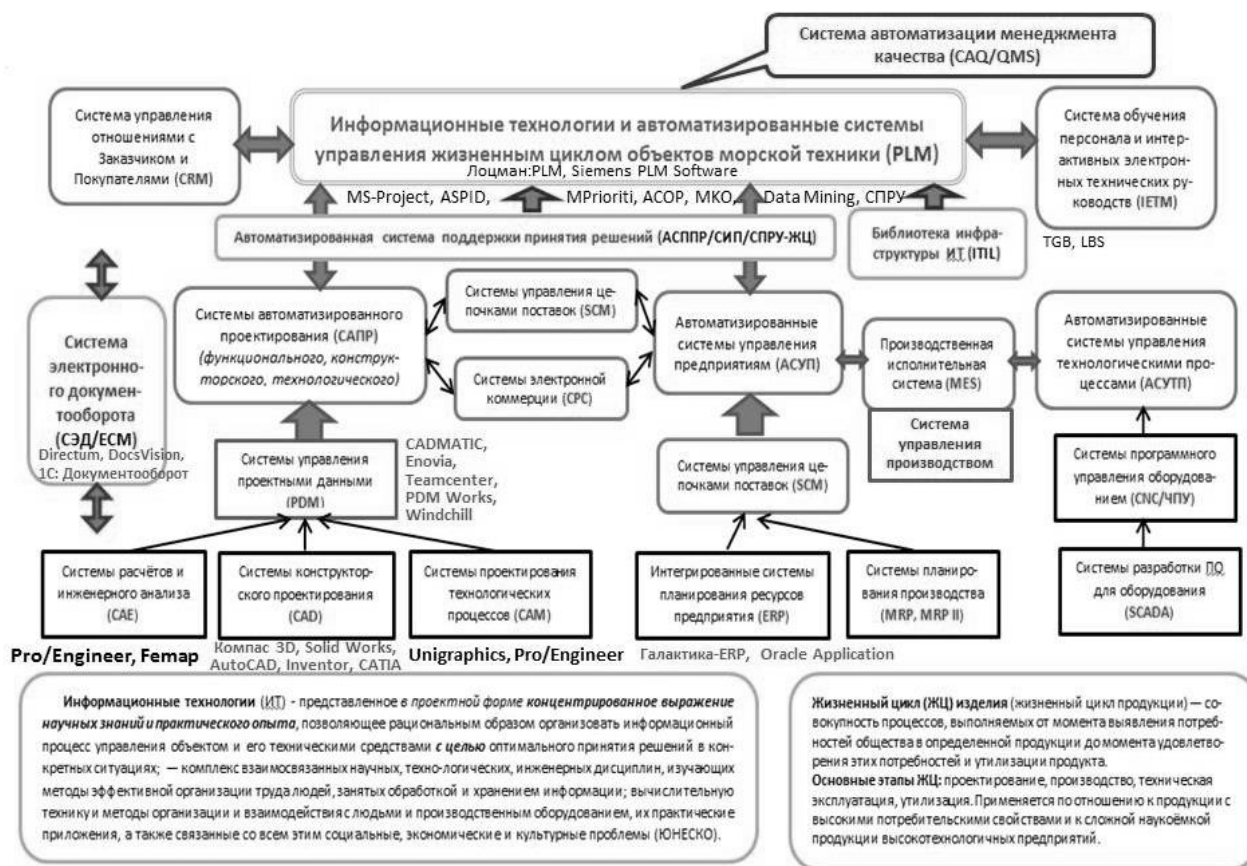 Система автоматизации менеджмента
качества (CAQ/QMS)
Система управления
отношениями с
Заказчиком и
Покупателями (CRM)
Информационные технологии и автоматизированные системы
управления жизненным циклом объектов морской техники (PLM)
Лоцман:PLM, Siemens PLM Software
Система обучения
персонала и интер-
активных электрон-
ных технических ру-
ководств (IETM)
MS-Project, ASPID,
MPrioriti, АСОР, МКО,
Data Mining, СПРУ
Автоматизированная система поддержки принятия решений (АСППР/СИП/СПРУ-ЖЦ)
Библиотека инфра-
структуры ИТ (ITIL)
TGB, LBS
Система
электронно-
го докумен-
тооборота
(СЭД/ECM)
Directum, DocsVision,
1С: Документооборот
Системы автоматизированного
проектирования (САПР)
(функционального, конструк-
торского, технологического)
Системы управления це-
почками поставок (SCM)
Системы электронной
коммерции (CPC)
Автоматизированные
системы управления
предприятиям (АСУП)
Производственная
исполнительная
система (MES)
Система
управления
производством
Автоматизированные
системы управления
технологическими про-
цессами (АСУТП)
Системы управления
проектными данными
(PDM)
CADMATIC,
Enovia,
Teamcenter,
PDM Works,
Windchill
Системы управления це-
почками поставок (SCM)
Системы программного
управления оборудова-
нием (CNC/ЧПУ)
Системы расчётов и
инженерного анализа
(CAE)
Системы конструктор-
ского проектирования
(CAD)
Системы проектирования
технологических
процессов (CAM)
Интегрированные системы
планирования ресурсов
предприятия (ERP)
Системы планиро-
вания производства
(MRP, MRP II)
Системы разработки ПО
для оборудования
(SCADA)
Pro/Engineer, Femap
Компас 3D, Solid Works,
AutoCAD, Inventor, CATIA
Unigraphics, Pro/Engineer
Галактика-ERP, Oracle Application
Информационные технологии (ИТ) - представленное в проектной форме концентрированное выражение
научных знаний и практического опыта, позволяющее рациональным образом организовать информационный
процесс управления объектом и его техническими средствами с целью оптимального принятия решений в кон-
кретных ситуациях; — комплекс взаимосвязанных научных, техно-логических, инженерных дисциплин, изучающих
методы эффективной организации труда людей, занятых обработкой и хранением информации; вычислительную
технику и методы организации и взаимодействия с людьми и производственным оборудованием, их практические
приложения, а также связанные со всем этим социальные, экономические и культурные проблемы (ЮНЕСКО).
Жизненный цикл (ЖЦ) изделия (жизненный цикл продукции) — со-
вокупность процессов, выполняемых от момента выявления потреб-
ностей общества в определенной продукции до момента удовлетво-
рения этих потребностей и утилизации продукта.
Основные этапы ЖЦ: проектирование, производство, техническая
эксплуатация, утилизация. Применяется по отношению к продукции с
высокими потребительскими свойствами и к сложной наукоёмкой
продукции высокотехнологичных предприятий.